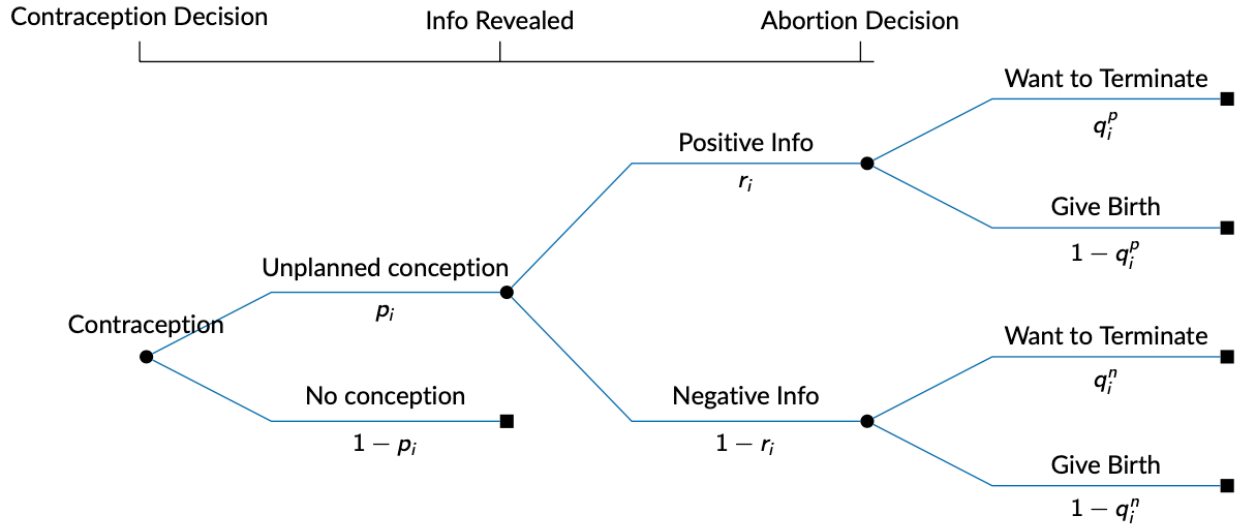 Contraception Decision
Info Revealed
Abortion Decision
Want to Terminate
q_i^p
Positive Info
r_i
Give Birth
1 − q_i^p
Unplanned conception
p_i
Contraception
Want to Terminate
q_i^n
No conception
1 − p_i
Negative Info
1 − r_i
Give Birth
1 − q_i^n